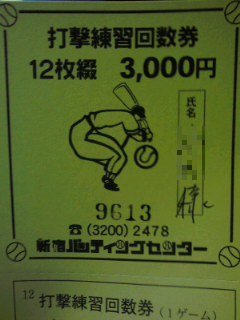 打撃練習回数券
12枚綴 3,000円
氏名
9613
☎(3200)2478
新宿バッティングセンター
12 打撃練習回数券(1ゲーム)